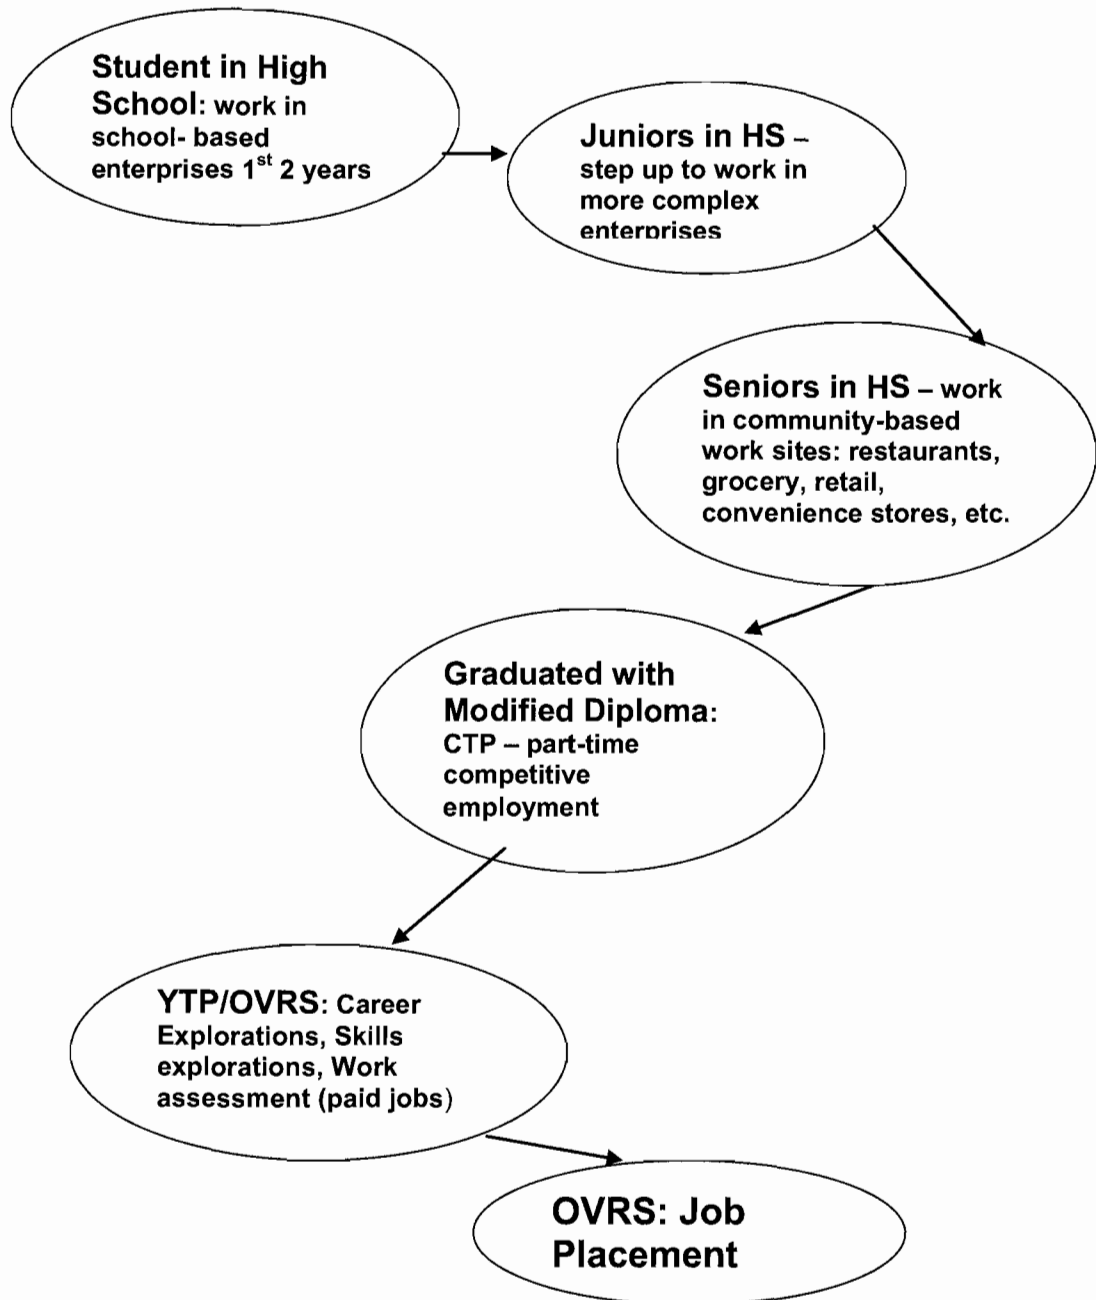 Student in High
School: work in
school- based
enterprises 1st 2 years
Juniors in HS –
step up to work in
more complex
enterprises
Seniors in HS – work
in community-based
work sites: restaurants,
grocery, retail,
convenience stores, etc.
Graduated with
Modified Diploma:
CTP – part-time
competitive
employment
YTP/OVRS: Career
Explorations, Skills
explorations, Work
assessment (paid jobs)
OVRS: Job
Placement